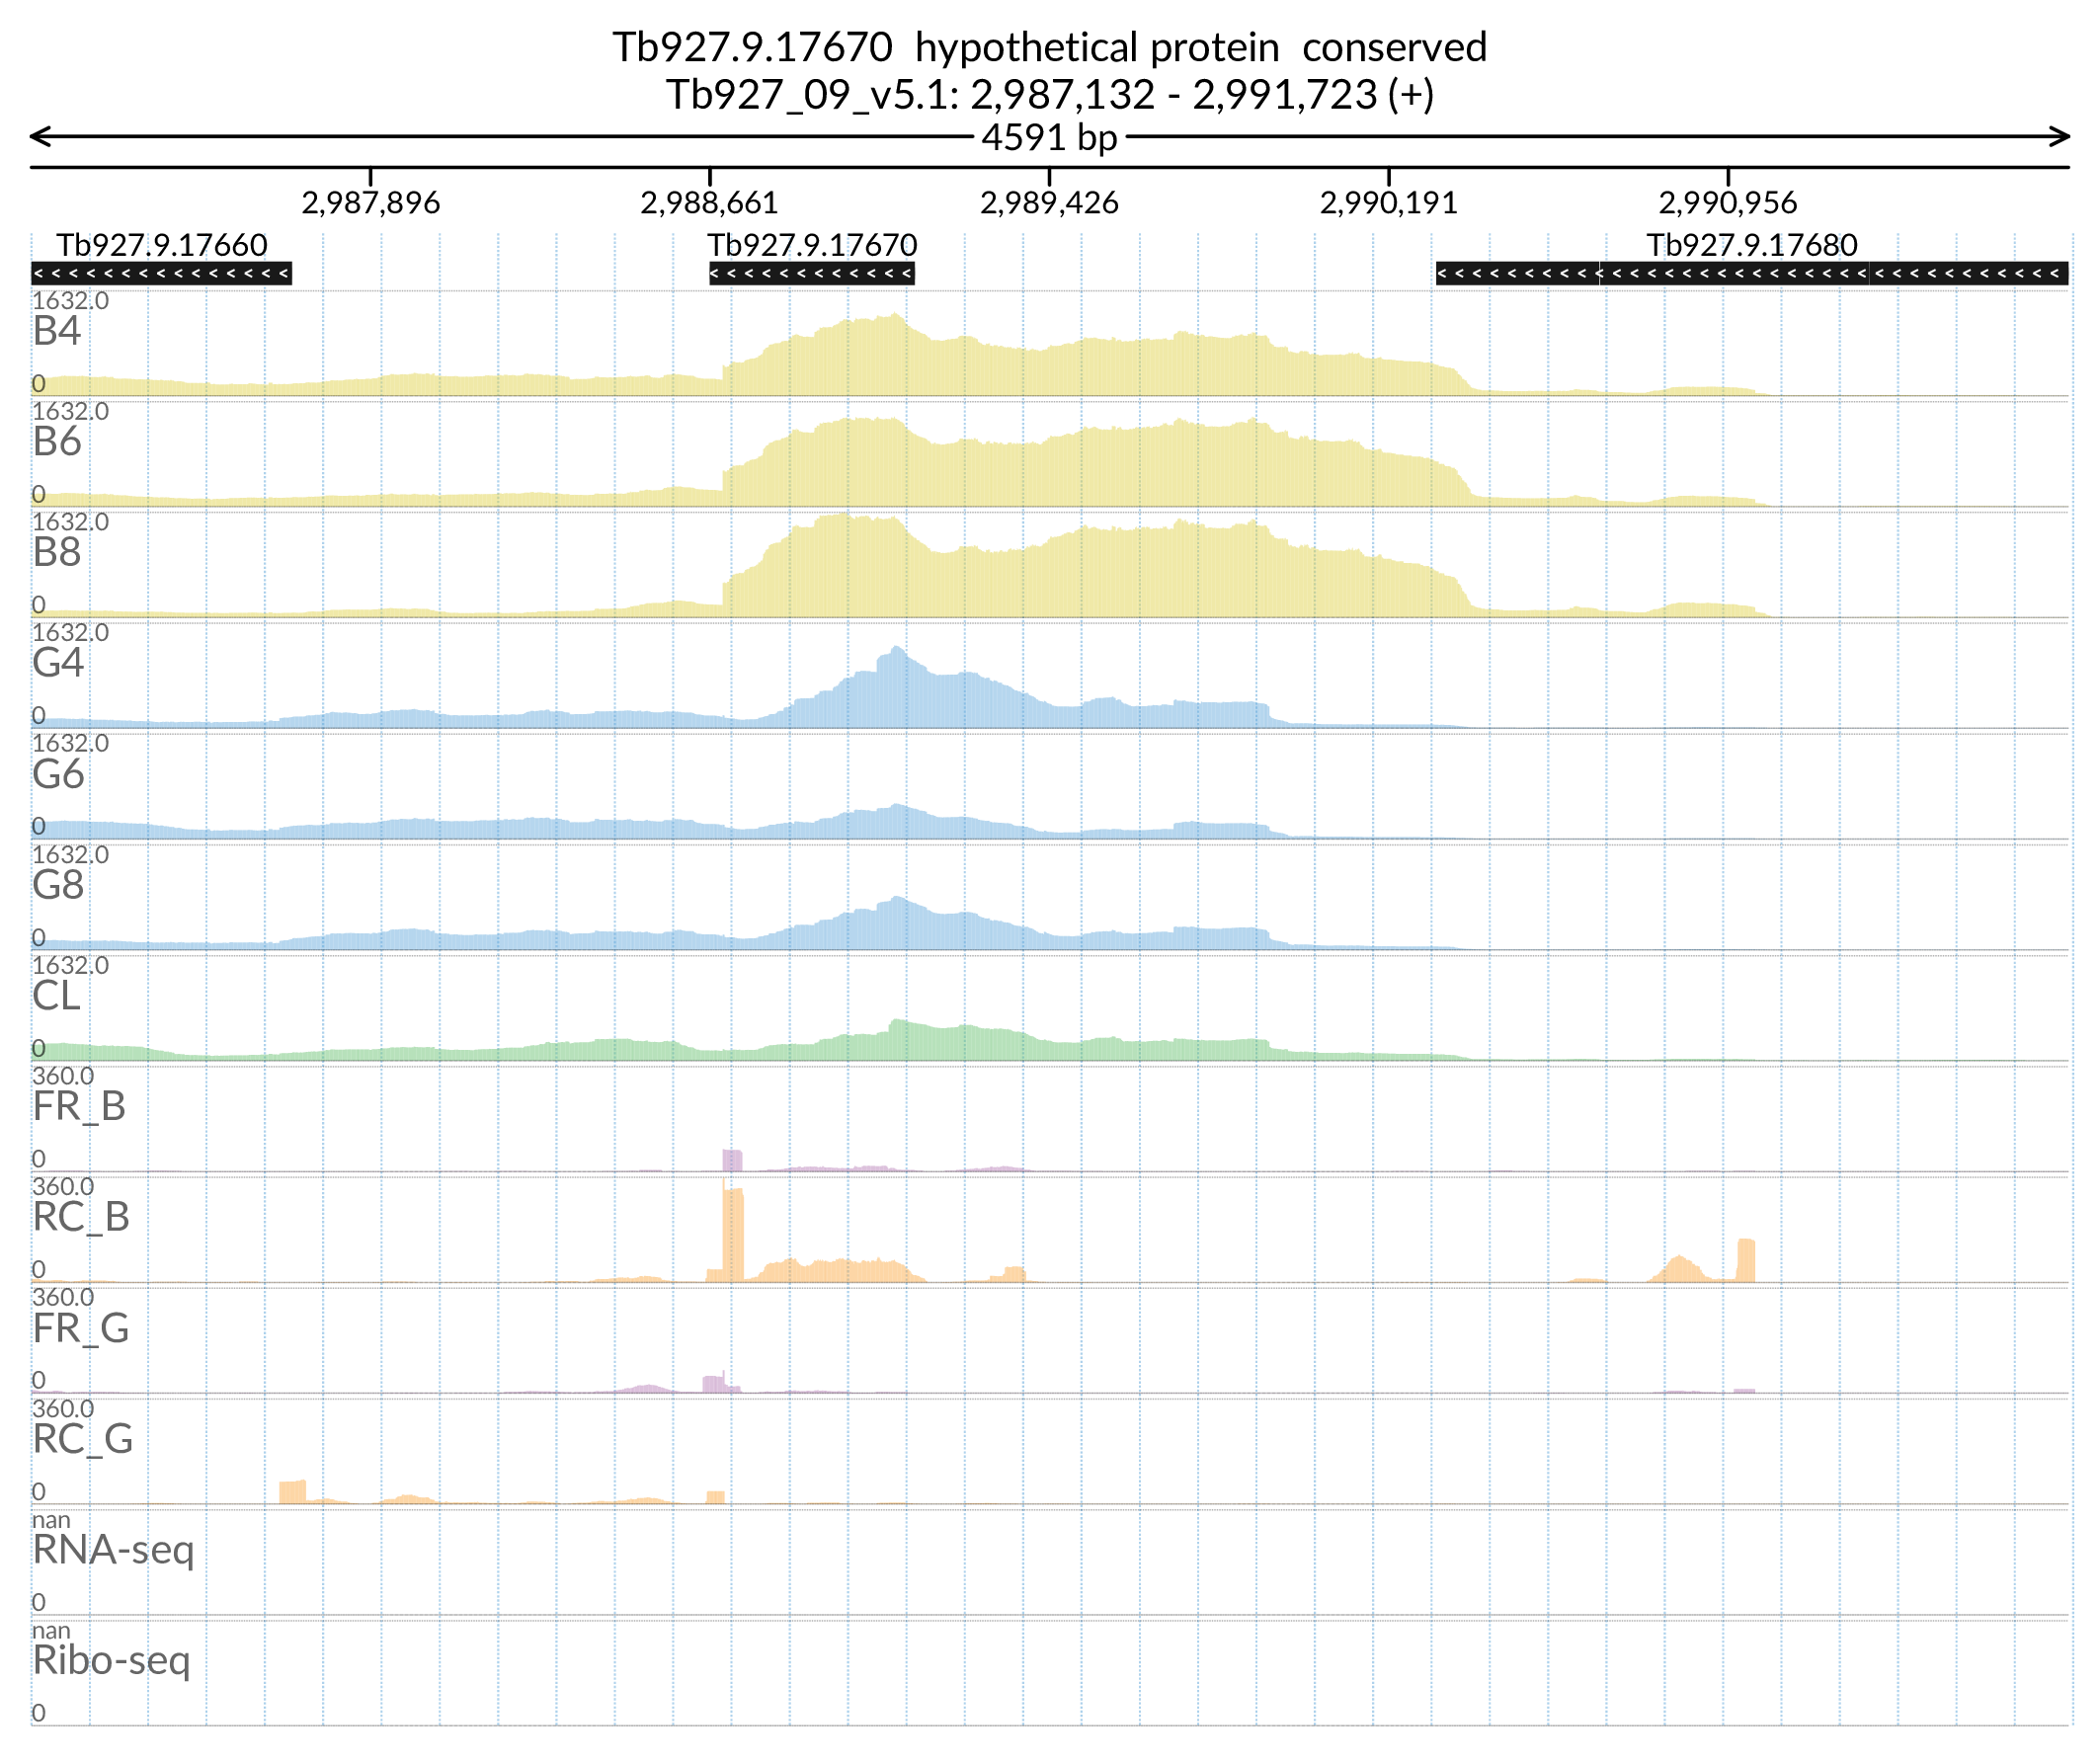 Tb927.9.17670  hypothetical protein  conserved
Tb927_09_v5.1: 2,987,132 - 2,991,723 (+)
4591 bp
2,987,896 2,988,661 2,989,426 2,990,191 2,990,956
Tb927.9.17660 Tb927.9.17670 Tb927.9.17680
1632.0
B4
0
1632.0
B6
0
1632.0
B8
0
1632.0
G4
0
1632.0
G6
0
1632.0
G8
0
1632.0
CL
0
360.0
FR_B
0
360.0
RC_B
0
360.0
FR_G
0
360.0
RC_G
0
nan
RNA-seq
0
nan
Ribo-seq
0